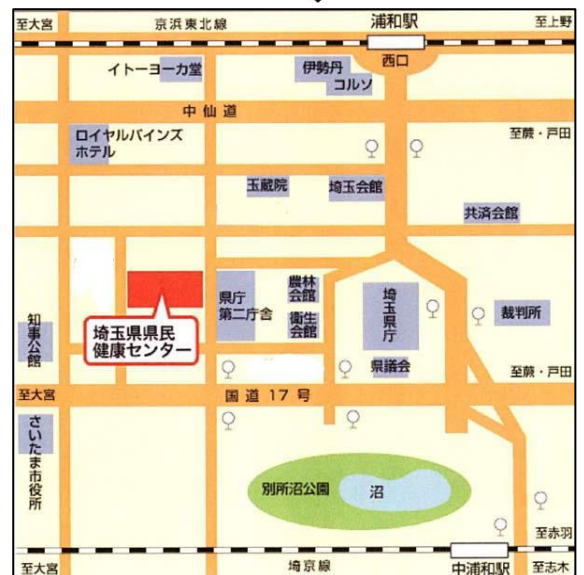 至大宮
京浜東北線
浦和駅
至上野
西口
イトーヨーカ堂
伊勢丹
コルソ
中仙道
ロイヤルパインズ
ホテル
至蕨・戸田
玉蔵院
埼玉会館
共済会館
県庁
第二庁舎
農林
会館
衛生
会館
埼玉県庁
裁判所
知事公館
埼玉県県民
健康センター
県議会
至蕨・戸田
至大宮
国道17号
さいたま市役所
別所沼公園
沼
至赤羽
至大宮
埼京線
中浦和駅
至志木